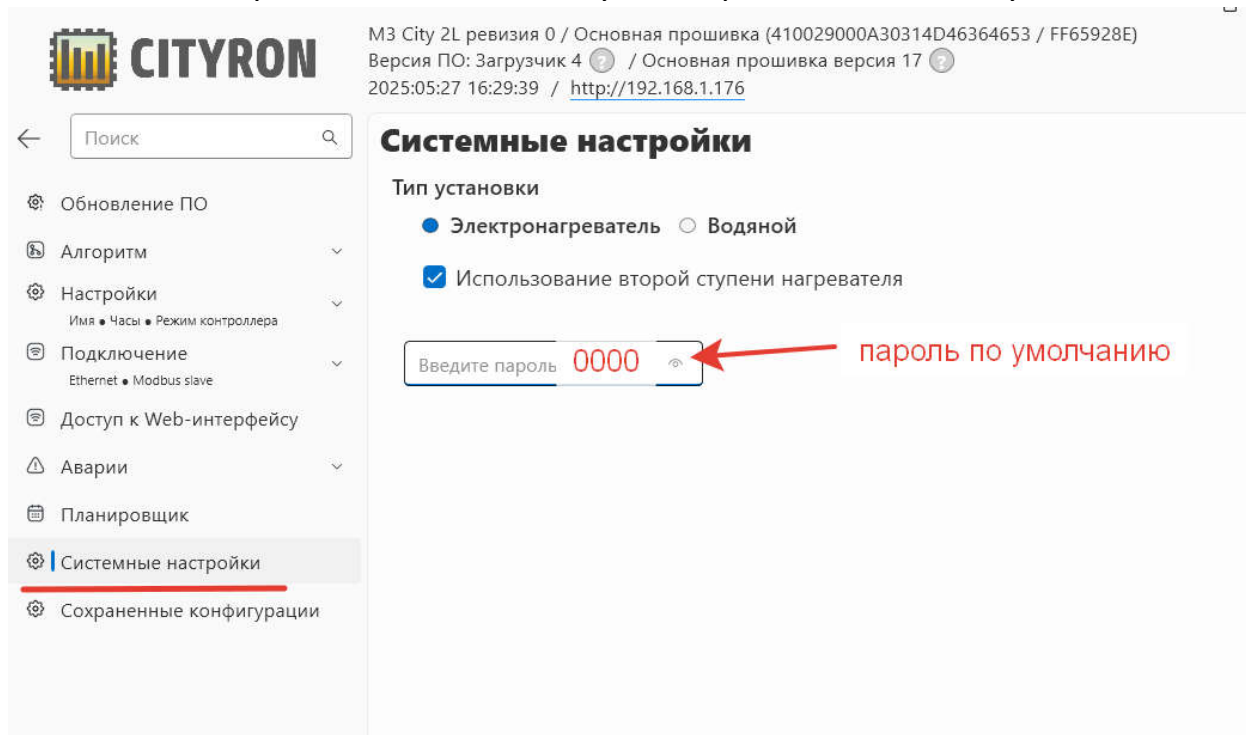 CITYRON
M3 City 2L ревизия 0 / Основная прошивка (410029000A30314D46364653 / FF65928E)
Версия ПО: Загрузчик 4 ? / Основная прошивка версия 17 ?
2025:05:27 16:29:39 / http://192.168.1.176
Поиск
Обновление ПО
Алгоритм
Настройки
Имя • Часы • Режим контроллера
Подключение
Ethernet • Modbus slave
Доступ к Web-интерфейсу
Аварии
Планировщик
Системные настройки
Сохраненные конфигурации
Системные настройки
Тип установки
Электронагреватель Водяной
Использование второй ступени нагревателя
Введите пароль 0000 пароль по умолчанию